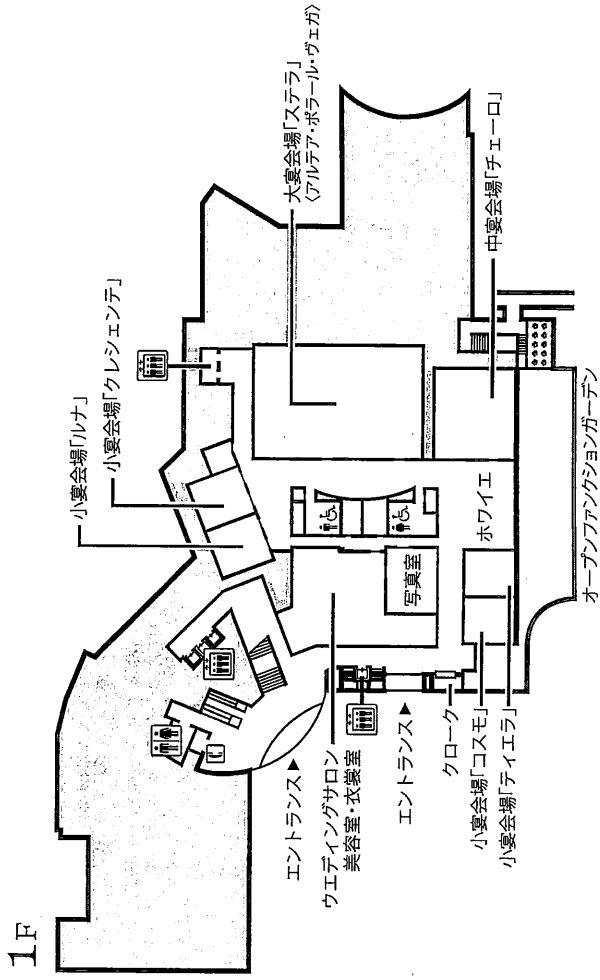 1F
小宴会場「ルナ」
小宴会場「クレシェンテ」
大宴会場「ステラ」
〈アルテア・ポラール・ヴェガ〉
中宴会場「チェーロ」
写真室
ホワイエ
エントランス▶
ウエディングサロン
美容室・衣裳室
エントランス▶
クローク
小宴会場「コスモ」
小宴会場「ティエラ」
オープンファンクションガーデン